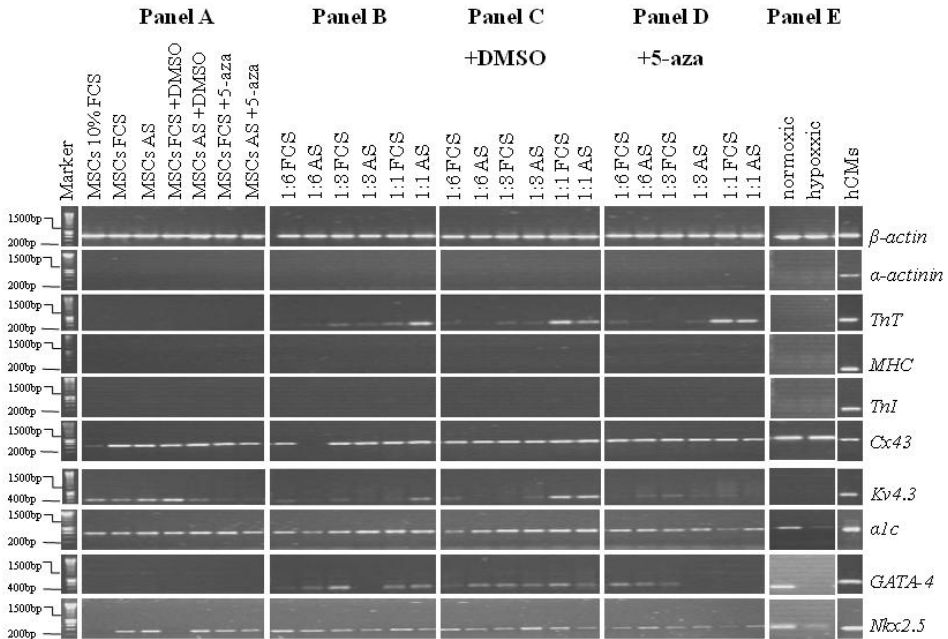 Panel A Panel B Panel C Panel D Panel E
+DMSO +5-aza
Marker
MSCs 10% FCS
MSCs FCS
MSCs AS
MSCs FCS +DMSO
MSCs AS +DMSO
MSCs FCS +5-aza
MSCs AS +5-aza
1:6 FCS
1:6 AS
1:3 FCS
1:3 AS
1:1 FCS
1:1 AS
1:6 FCS
1:6 AS
1:3 FCS
1:3 AS
1:1 FCS
1:1 AS
1:6 FCS
1:6 AS
1:3 FCS
1:3 AS
1:1 FCS
1:1 AS
normoxic
hypoxxic
hCMs
1500bp
200bp
β-actin
1500bp
200bp
α-actinin
1500bp
200bp
TnT
1500bp
200bp
MHC
1500bp
200bp
TnI
1500bp
200bp
Cx43
1500bp
400bp
Kv4.3
1500bp
200bp
α1c
1500bp
400bp
GATA-4
1500bp
200bp
Nkx2.5